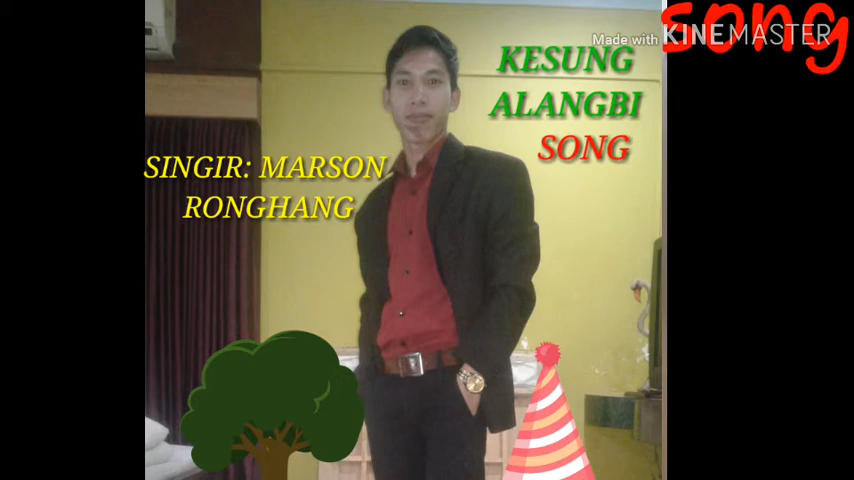 song
Made with KINEMASTER
KESUNG
ALANGBI
SONG
SINGIR: MARSON
RONGHANG